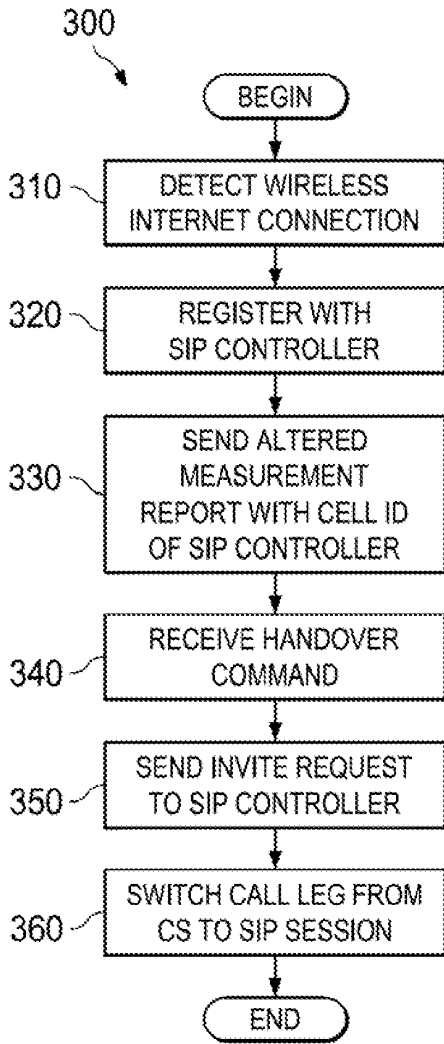 300
BEGIN
310
DETECT WIRELESS
INTERNET CONNECTION
320
REGISTER WITH
SIP CONTROLLER
330
SEND ALTERED
MEASUREMENT
REPORT WITH CELL ID
OF SIP CONTROLLER
340
RECEIVE HANDOVER
COMMAND
350
SEND INVITE REQUEST
TO SIP CONTROLLER
360
SWITCH CALL LEG FROM
CS TO SIP SESSION
END